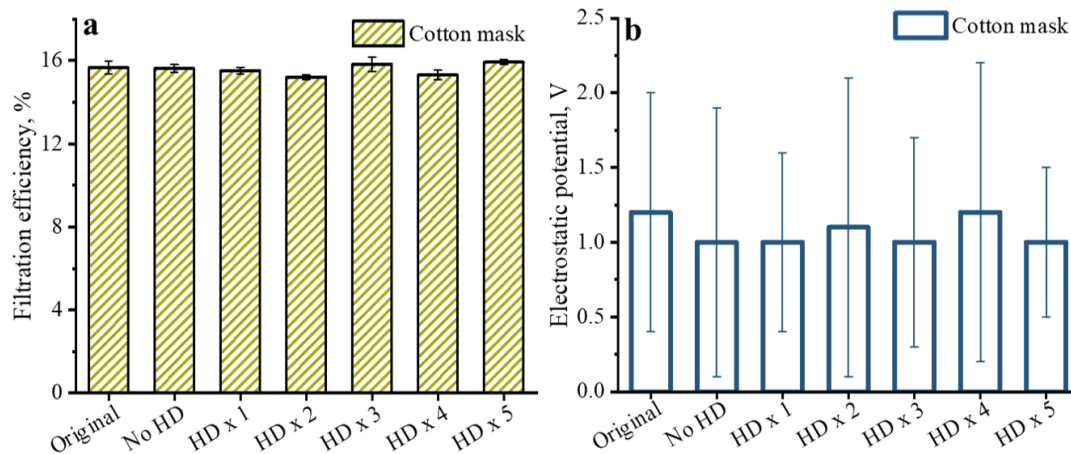 a
Cotton mask
Filtration efficiency, %
16
12
8
4
0
Original
No HD
HD x 1
HD x 2
HD x 3
HD x 4
HD x 5
b
Cotton mask
Electrostatic potential, V
2.5
2.0
1.5
1.0
0.5
0.0
Original
No HD
HD x 1
HD x 2
HD x 3
HD x 4
HD x 5